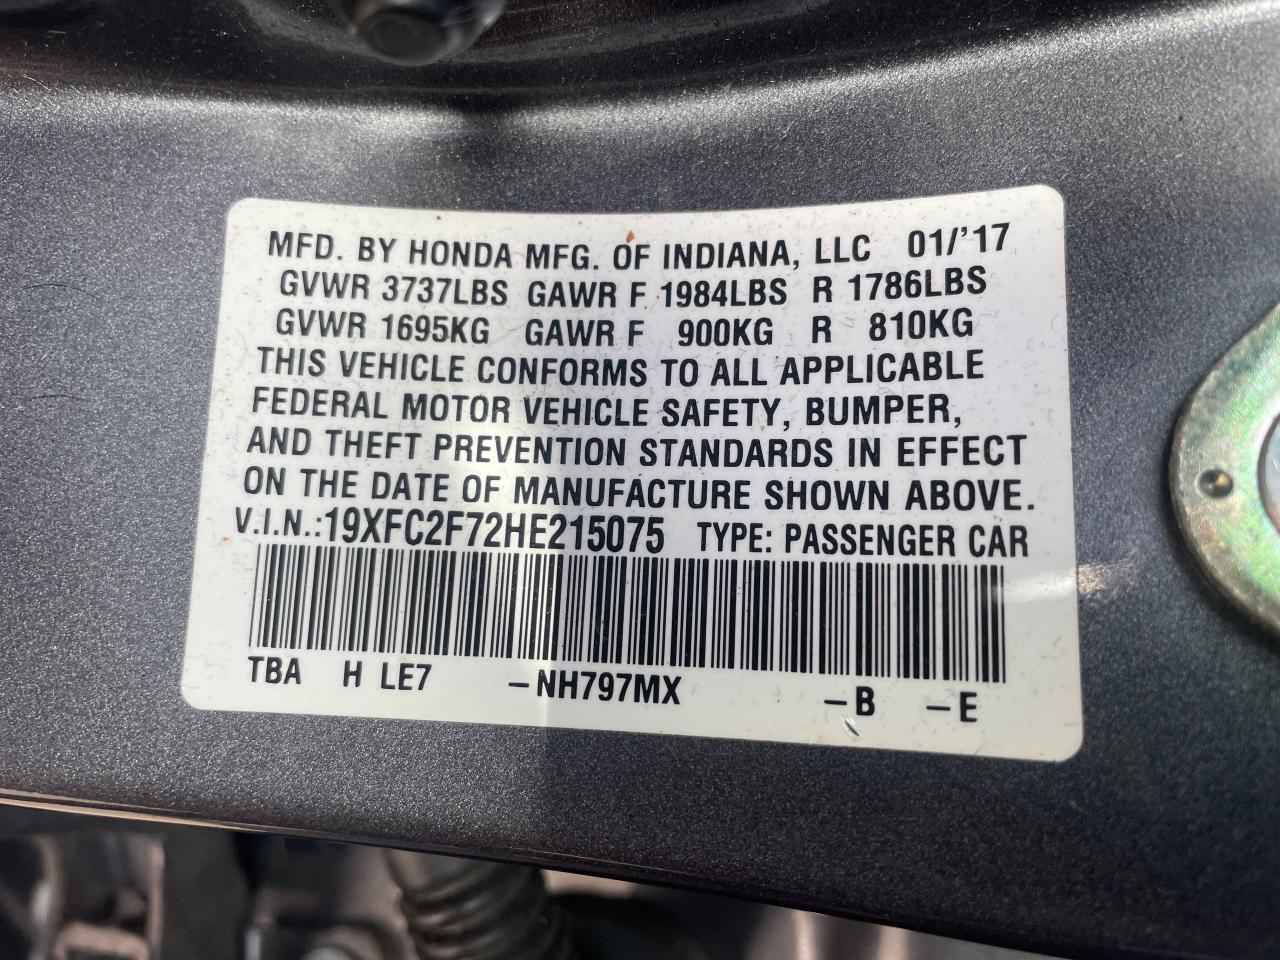 MFD. BY HONDA MFG. OF INDIANA, LLC 01/'17
GVWR 3737LBS GAWR F 1984LBS R 1786LBS
GVWR 1695KG GAWR F 900KG R 810KG
THIS VEHICLE CONFORMS TO ALL APPLICABLE
FEDERAL MOTOR VEHICLE SAFETY, BUMPER,
AND THEFT PREVENTION STANDARDS IN EFFECT
ON THE DATE OF MANUFACTURE SHOWN ABOVE.
V.I.N.:19XFC2F72HE215075 TYPE: PASSENGER CAR
TBA H LE7 –NH797MX –B –E